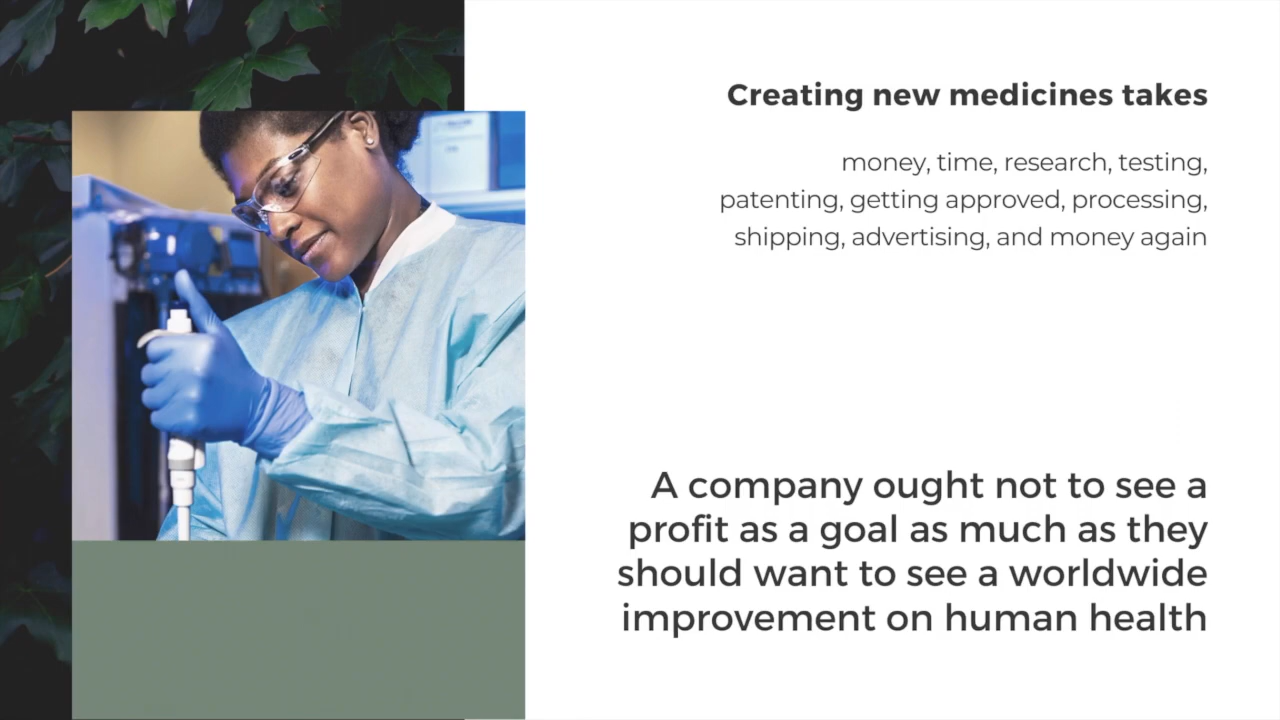 Creating new medicines takes
money, time, research, testing,
patenting, getting approved, processing,
shipping, advertising, and money again
A company ought not to see a
profit as a goal as much as they
should want to see a worldwide
improvement on human health